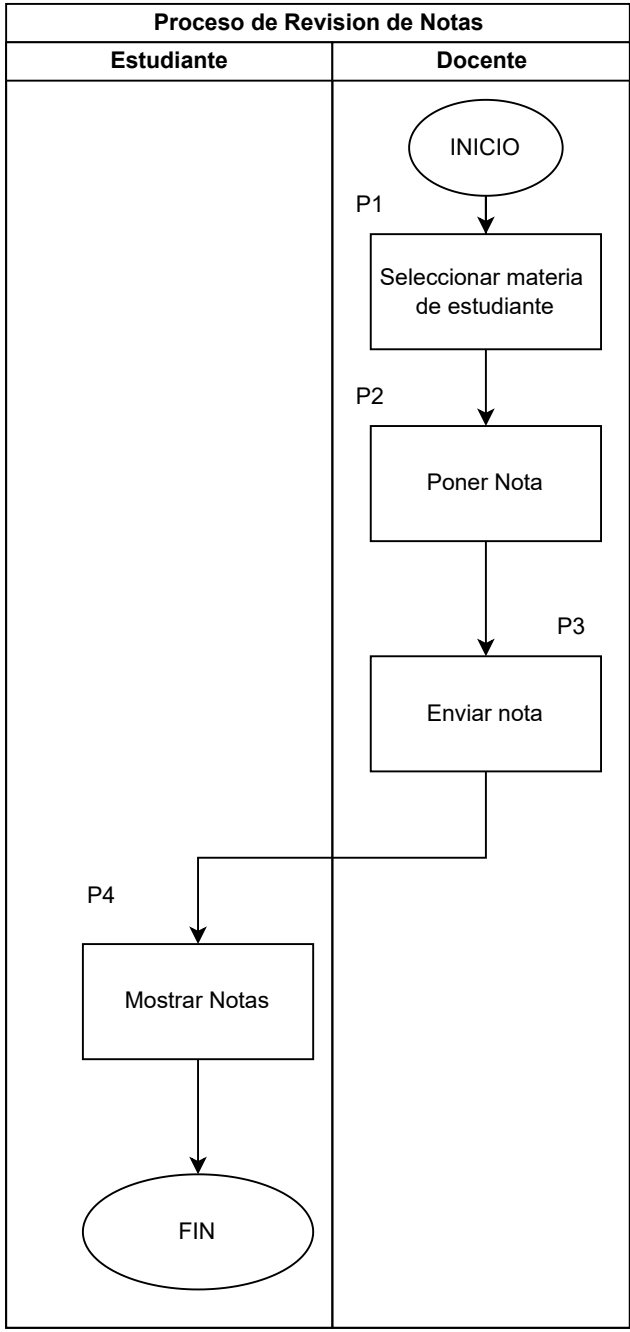 Proceso de Revision de Notas
Estudiante
Docente
INICIO
P1
Seleccionar materia
de estudiante
P2
Poner Nota
P3
Enviar nota
P4
Mostrar Notas
FIN